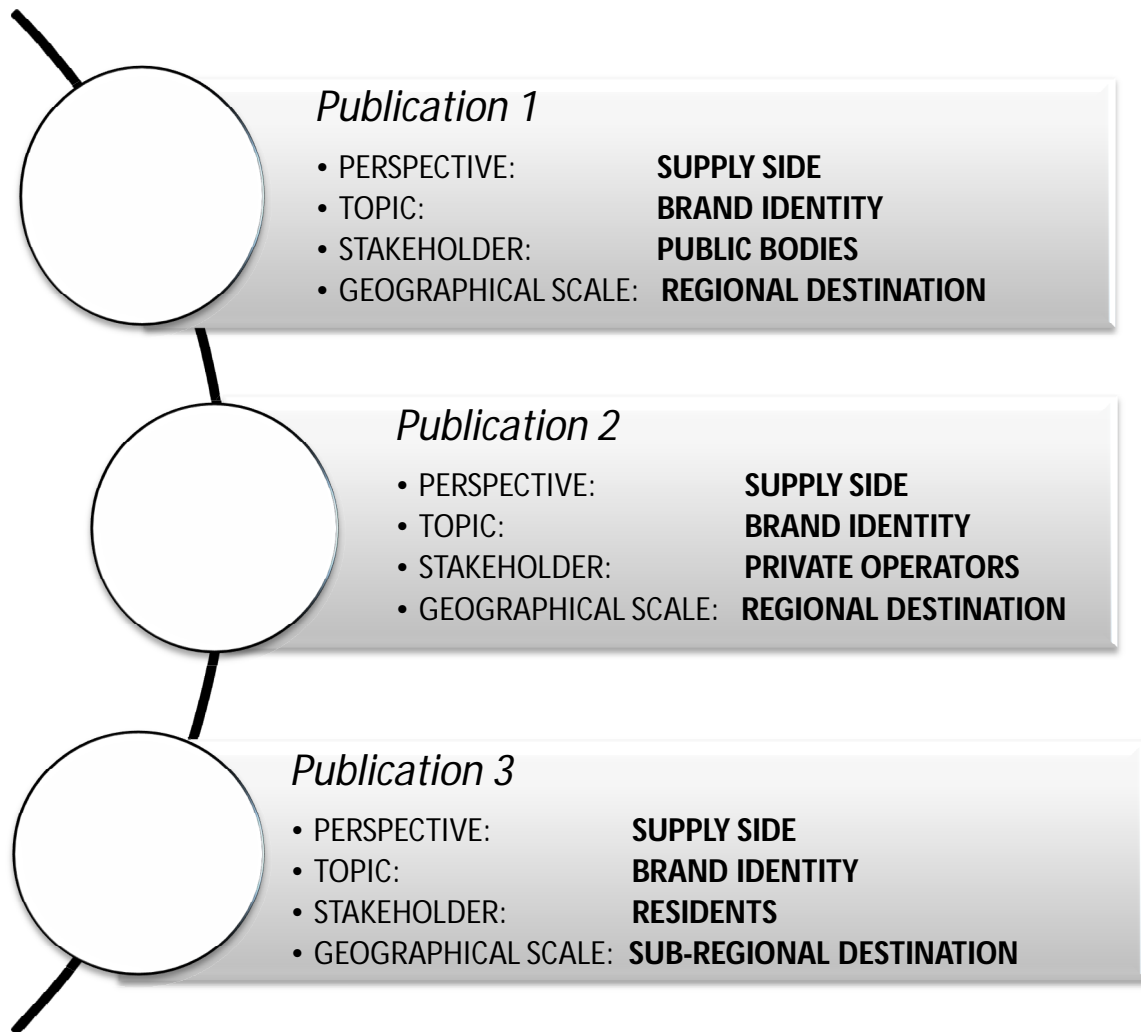 Publication 1
• PERSPECTIVE: SUPPLY SIDE
• TOPIC: BRAND IDENTITY
• STAKEHOLDER: PUBLIC BODIES
• GEOGRAPHICAL SCALE: REGIONAL DESTINATION
Publication 2
• PERSPECTIVE: SUPPLY SIDE
• TOPIC: BRAND IDENTITY
• STAKEHOLDER: PRIVATE OPERATORS
• GEOGRAPHICAL SCALE: REGIONAL DESTINATION
Publication 3
• PERSPECTIVE: SUPPLY SIDE
• TOPIC: BRAND IDENTITY
• STAKEHOLDER: RESIDENTS
• GEOGRAPHICAL SCALE: SUB-REGIONAL DESTINATION